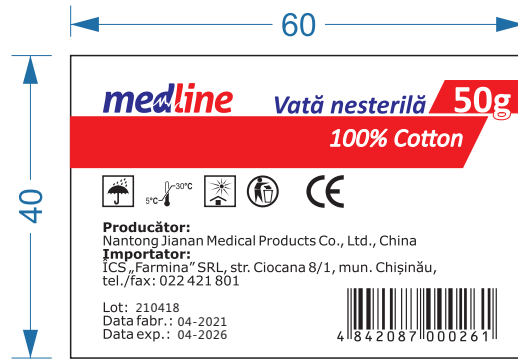 60
40
medline
Vată nesterilă 50g
100% Cotton
5°C 30°C
CE
Producător:
Nantong Jianan Medical Products Co., Ltd., China
Importator:
ÎCS „Farmina” SRL, str. Ciocana 8/1, mun. Chișinău,
tel./fax: 022 421 801
Lot: 210418
Data fabr.: 04-2021
Data exp.: 04-2026
4 842087 000261